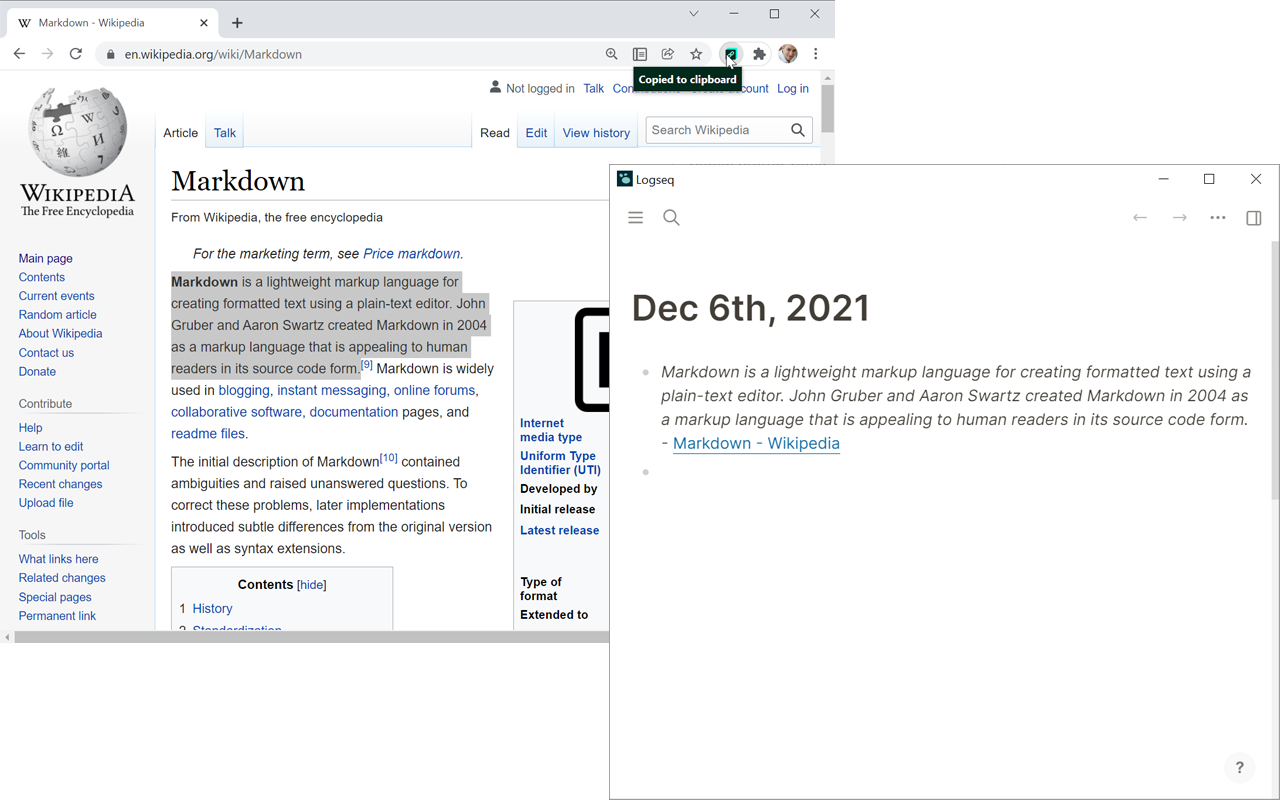 Markdown - Wikipedia
en.wikipedia.org/wiki/Markdown
Copied to clipboard
Not logged in Talk Log in
Article Talk Read Edit View history Search Wikipedia
WIKIPEDIA
The Free Encyclopedia
Main page
Contents
Current events
Random article
About Wikipedia
Contact us
Donate
Contribute
Help
Learn to edit
Community portal
Recent changes
Upload file
Tools
What links here
Related changes
Special pages
Permanent link
Markdown
From Wikipedia, the free encyclopedia
For the marketing term, see Price markdown.
Markdown is a lightweight markup language for
creating formatted text using a plain-text editor. John
Gruber and Aaron Swartz created Markdown in 2004
as a markup language that is appealing to human
readers in its source code form.[9] Markdown is widely
used in blogging, instant messaging, online forums,
collaborative software, documentation pages, and
readme files.
The initial description of Markdown[10] contained
ambiguities and raised unanswered questions. To
correct these problems, later implementations
introduced subtle differences from the original version
as well as syntax extensions.
Contents [hide]
1 History
2 Standardization
Internet
media type
Uniform Type
Identifier (UTI)
Developed by
Initial release
Latest release
Type of
format
Extended to
Logseq
Dec 6th, 2021
Markdown is a lightweight markup language for creating formatted text using a
plain-text editor. John Gruber and Aaron Swartz created Markdown in 2004 as
a markup language that is appealing to human readers in its source code form.
- Markdown - Wikipedia
?